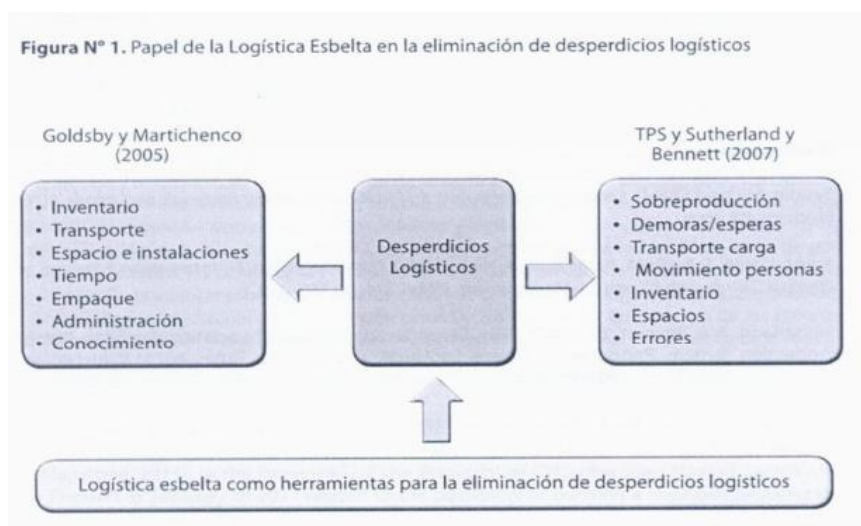 Figura N° 1. Papel de la Logística Esbelta en la eliminación de desperdicios logísticos
Goldsby y Martichenco
(2005)
• Inventario
• Transporte
• Espacio e instalaciones
• Tiempo
• Empaque
• Administración
• Conocimiento
Desperdicios
Logísticos
TPS y Sutherland y
Bennett (2007)
• Sobreproducción
• Demoras/esperas
• Transporte carga
• Movimiento personas
• Inventario
• Espacios
• Errores
Logística esbelta como herramientas para la eliminación de desperdicios logísticos